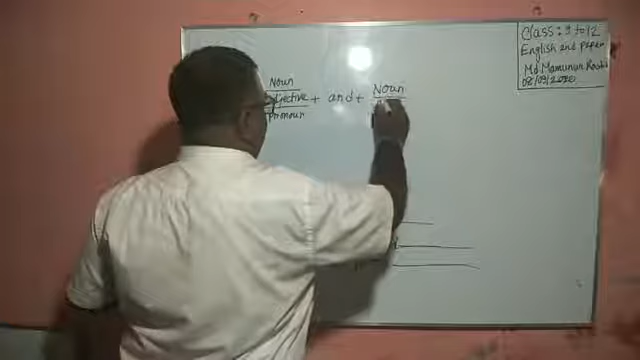 Class: 9 to 12
English 2nd paper
Md. Mamunur Rashid
08/09/2020
Noun
Adjective + and + Noun
Pronoun